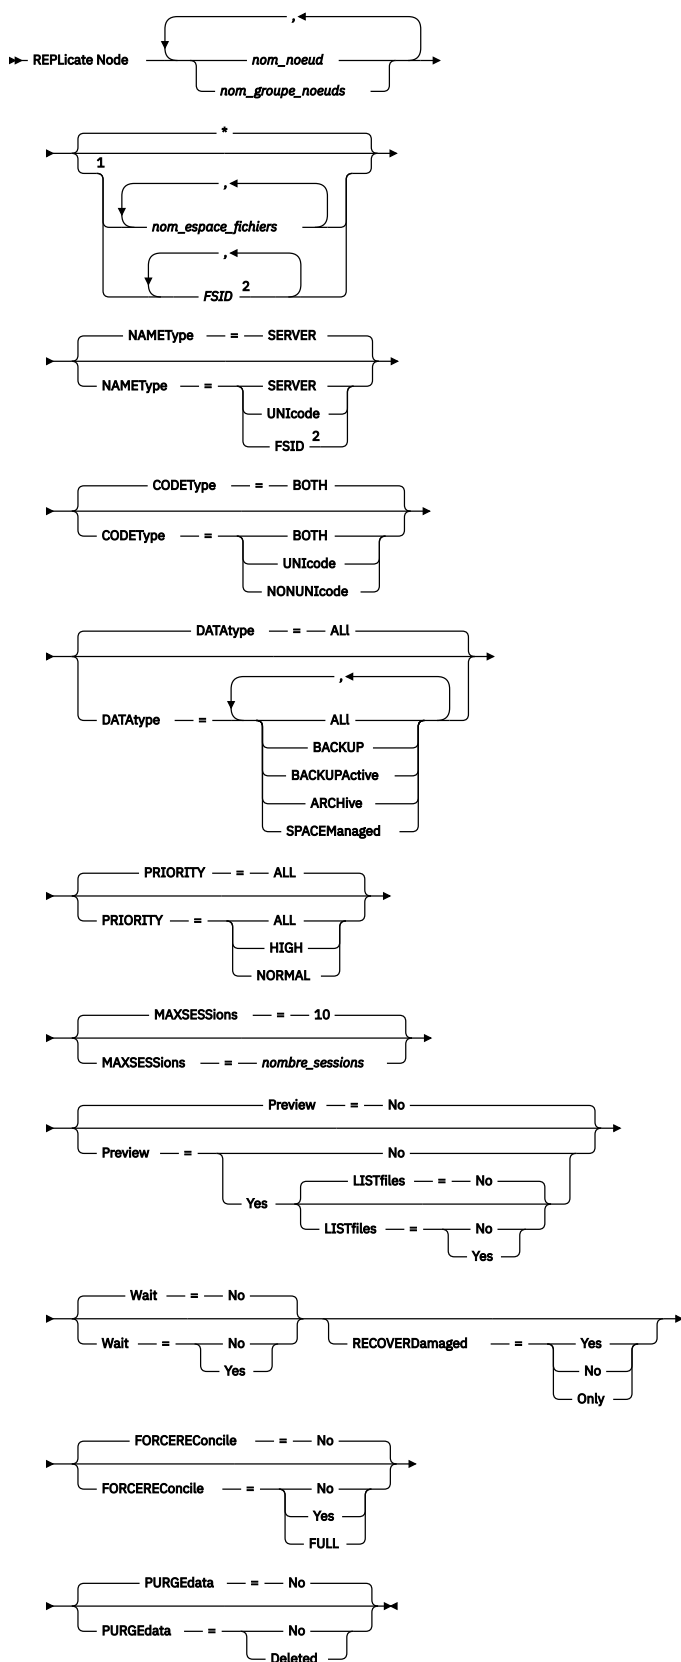 ,
REPLicate Node nom_noeud
nom_groupe_noeuds
*
1
,
nom_espace_fichiers
,
FSID 2
NAMEType = SERVER
NAMEType = SERVER
UNIcode
FSID 2
CODEType = BOTH
CODEType = BOTH
UNIcode
NONUNIcode
DATAtype = ALl
,
DATAtype = ALl
BACKUP
BACKUPActive
ARCHive
SPACEManaged
PRIORITY = ALL
PRIORITY = ALL
HIGH
NORMAL
MAXSESSions = 10
MAXSESSions = nombre_sessions
Preview = No
Preview = No
LISTfiles = No
Yes
LISTfiles = No
Yes
Wait = No
Wait = No RECOVERDamaged = Yes
Yes No
Only
FORCEREConcile = No
FORCEREConcile = No
Yes
FULL
PURGEdata = No
PURGEdata = No
Deleted